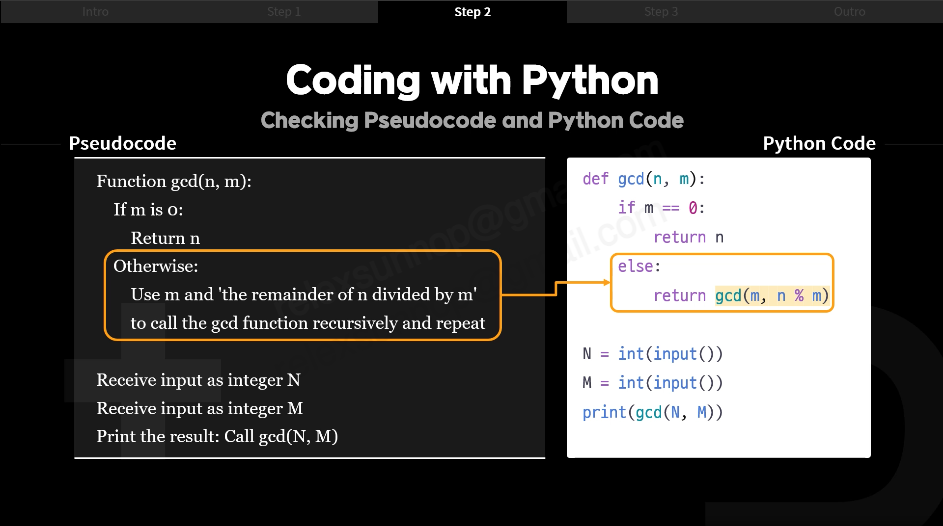 Intro
Step 1
Step 2
Step 3
Outro
Coding with Python
Checking Pseudocode and Python Code
Pseudocode
Function gcd(n, m):
If m is 0:
Return n
Otherwise:
Use m and 'the remainder of n divided by m'
to call the gcd function recursively and repeat
Receive input as integer N
Receive input as integer M
Print the result: Call gcd(N, M)
Python Code
def gcd(n, m):
if m == 0:
return n
else:
return gcd(m, n % m)
N = int(input())
M = int(input())
print(gcd(N, M))